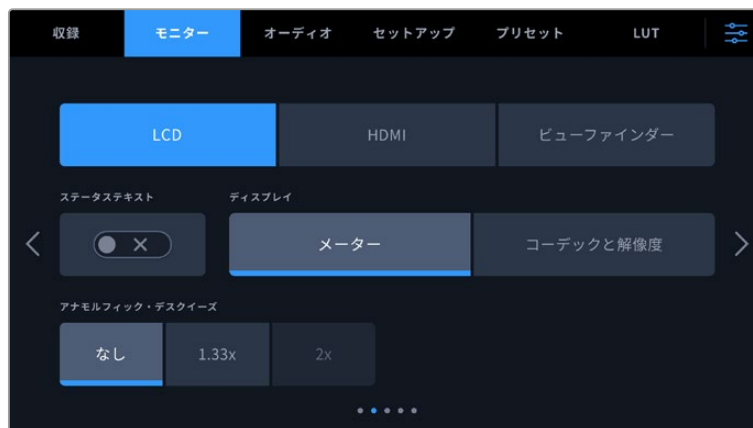 収録 モニター オーディオ セットアップ プリセット LUT
LCD HDMI ビューファインダー
ステータステキスト ディスプレイ
メーター コーデックと解像度
アナモルフィック・デスクイーズ
なし 1.33x 2x